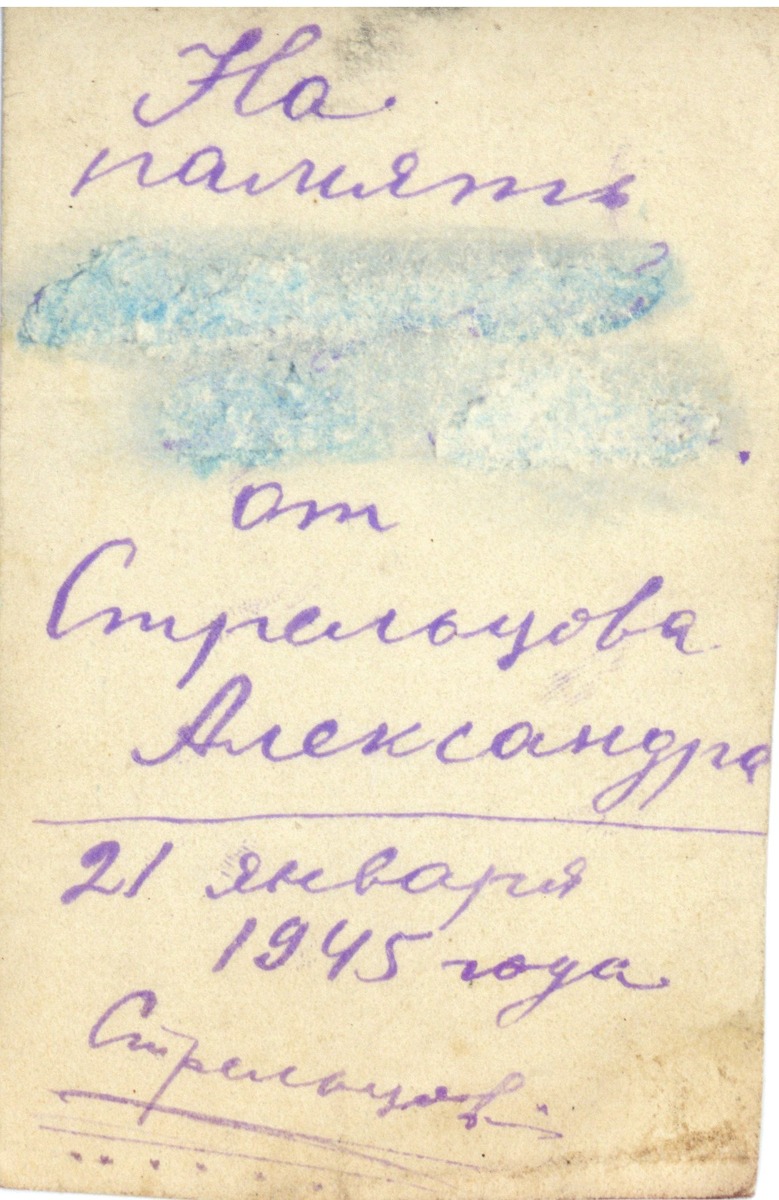 На
память
от
Стрельцова
Александра
21 января
1945 года
Стрельцов